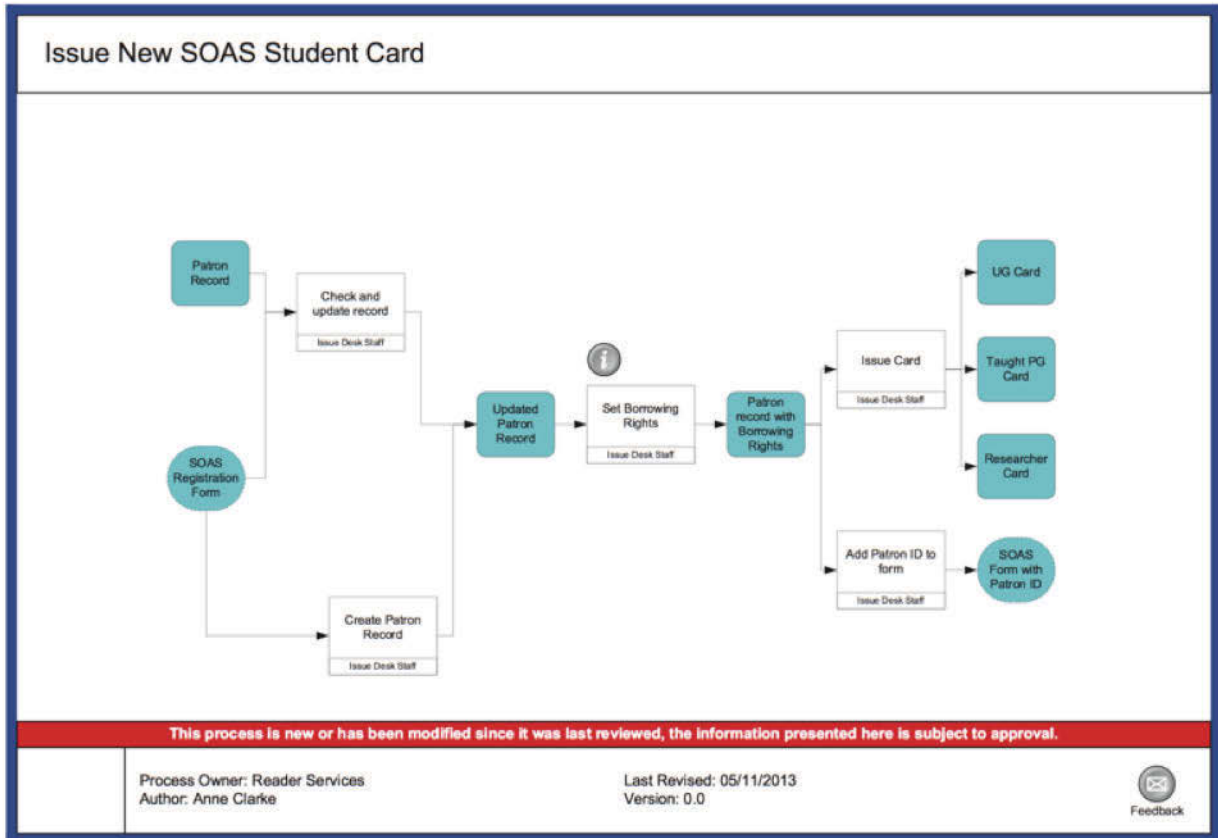 Issue New SOAS Student Card
Patron
Record
Check and
update record
Issue Desk Staff
SOAS
Registration
Form
Create Patron
Record
Issue Desk Staff
Updated
Patron
Record
i
Set Borrowing
Rights
Issue Desk Staff
Patron
record with
Borrowing
Rights
Issue Card
Issue Desk Staff
UG Card
Taught PG
Card
Researcher
Card
Add Patron ID to
form
Issue Desk Staff
SOAS
Form with
Patron ID
This process is new or has been modified since it was last reviewed, the information presented here is subject to approval.
Process Owner: Reader Services
Author: Anne Clarke
Last Revised: 05/11/2013
Version: 0.0
Feedback